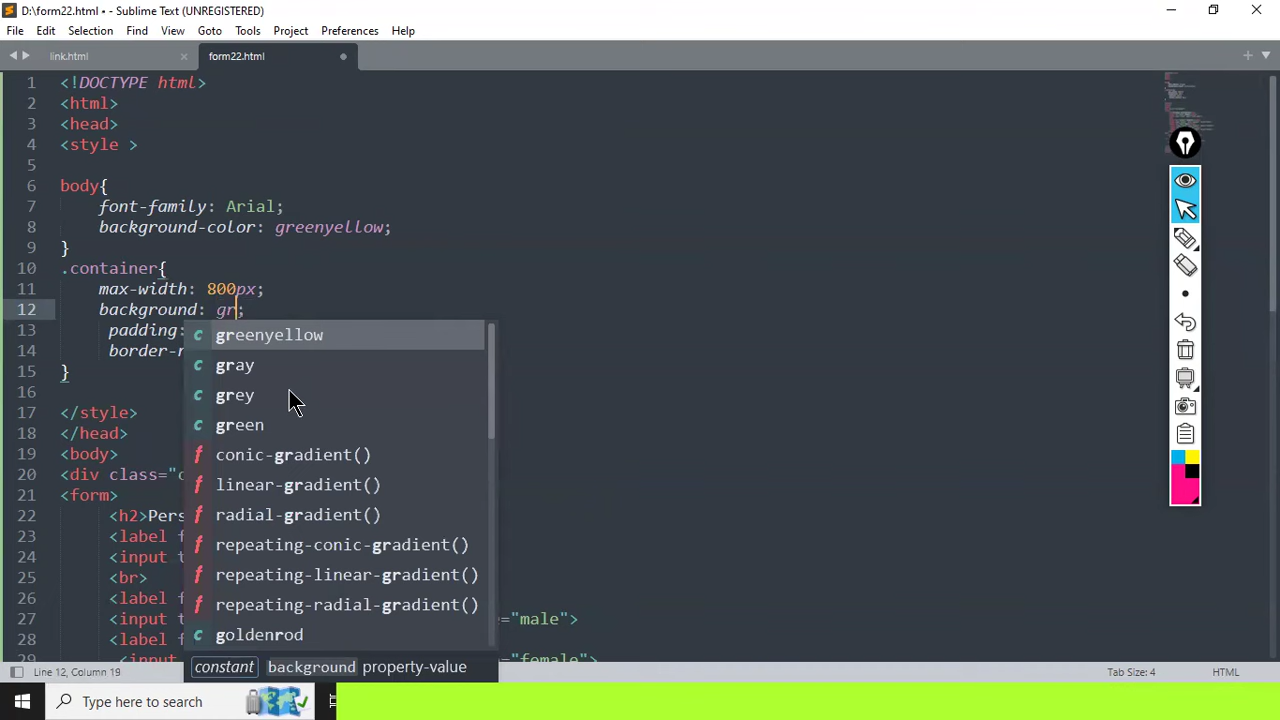 D:\form22.html • - Sublime Text (UNREGISTERED)
File Edit Selection Find View Goto Tools Project Preferences Help
link.html form22.html
1 <!DOCTYPE html>
2 <html>
3 <head>
4 <style >
5
6 body{
7 font-family: Arial;
8 background-color: greenyellow;
9 }
10 .container{
11 max-width: 800px;
12 background: gr;
13 padding:
14 border-r
15 }
16
17 </style>
18 </head>
19 <body>
20 <div class="c
21 <form>
22 <h2>Pers
23 <label f
24 <input t
25 <br>
26 <label f
27 <input t ="male">
28 <label f
29 <input ="female">
c greenyellow
c gray
c grey
c green
f conic-gradient()
f linear-gradient()
f radial-gradient()
f repeating-conic-gradient()
f repeating-linear-gradient()
f repeating-radial-gradient()
c goldenrod
constant background property-value
Line 12, Column 19 Tab Size: 4 HTML
Type here to search